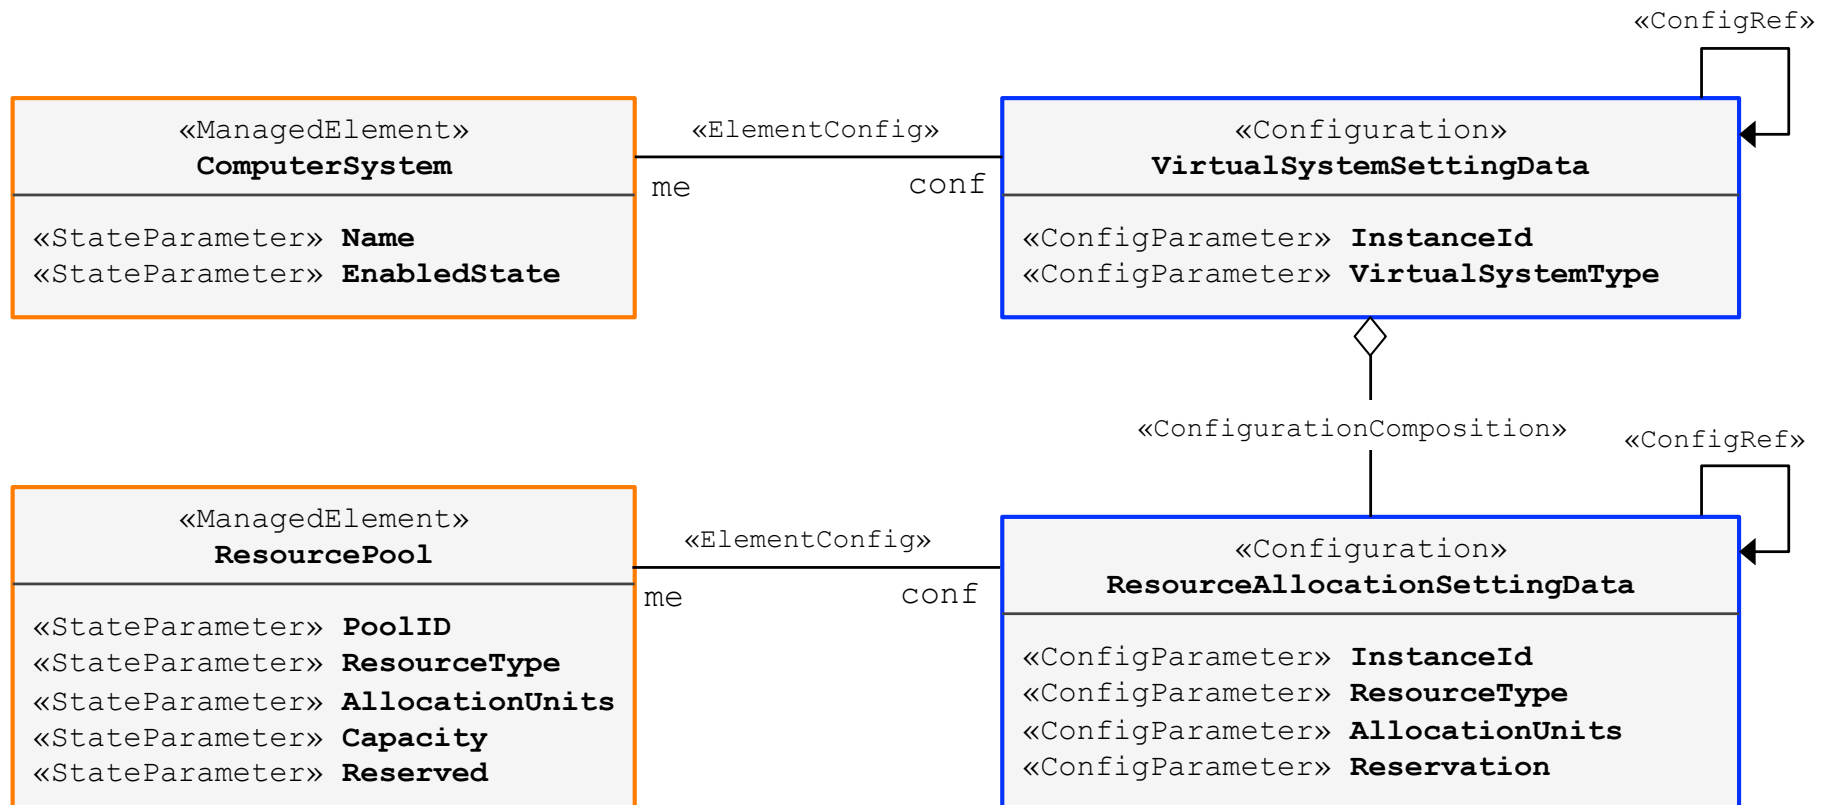 «ConfigRef»
«ManagedElement»
ComputerSystem
«StateParameter» Name
«StateParameter» EnabledState
«ElementConfig»
me
conf
«Configuration»
VirtualSystemSettingData
«ConfigParameter» InstanceId
«ConfigParameter» VirtualSystemType
«ConfigurationComposition»
«ConfigRef»
«ManagedElement»
ResourcePool
«StateParameter» PoolID
«StateParameter» ResourceType
«StateParameter» AllocationUnits
«StateParameter» Capacity
«StateParameter» Reserved
«ElementConfig»
me
conf
«Configuration»
ResourceAllocationSettingData
«ConfigParameter» InstanceId
«ConfigParameter» ResourceType
«ConfigParameter» AllocationUnits
«ConfigParameter» Reservation